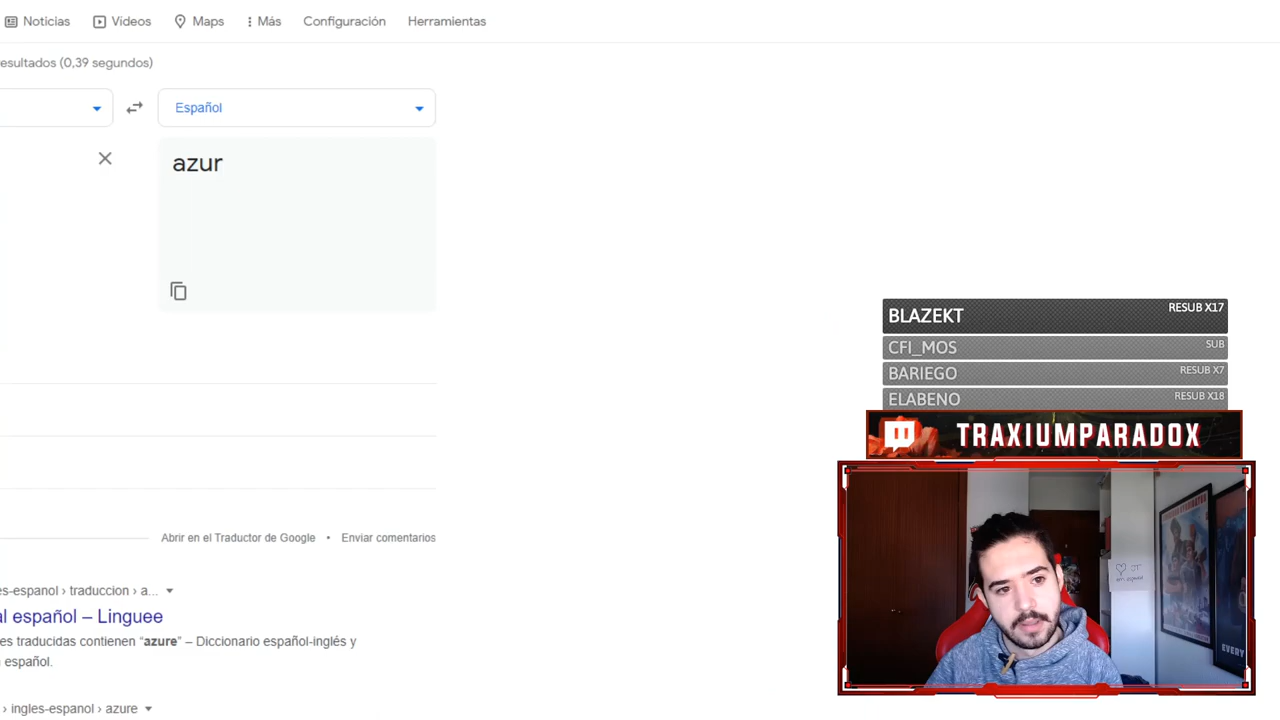 Noticias Vídeos Maps Más Configuración Herramientas
esultados (0,39 segundos)
Español
azur
BLAZEKT RESUB X17
CFI_MOS SUB
BARIEGO RESUB X7
ELABENO RESUB X18
TRAXIUMPARADOX
Abrir en el Traductor de Google • Enviar comentarios
es-espanol › traduccion › a...
al español – Linguee
es traducidas contienen “azure” – Diccionario español-inglés y
español.
› ingles-espanol › azure
EVERY